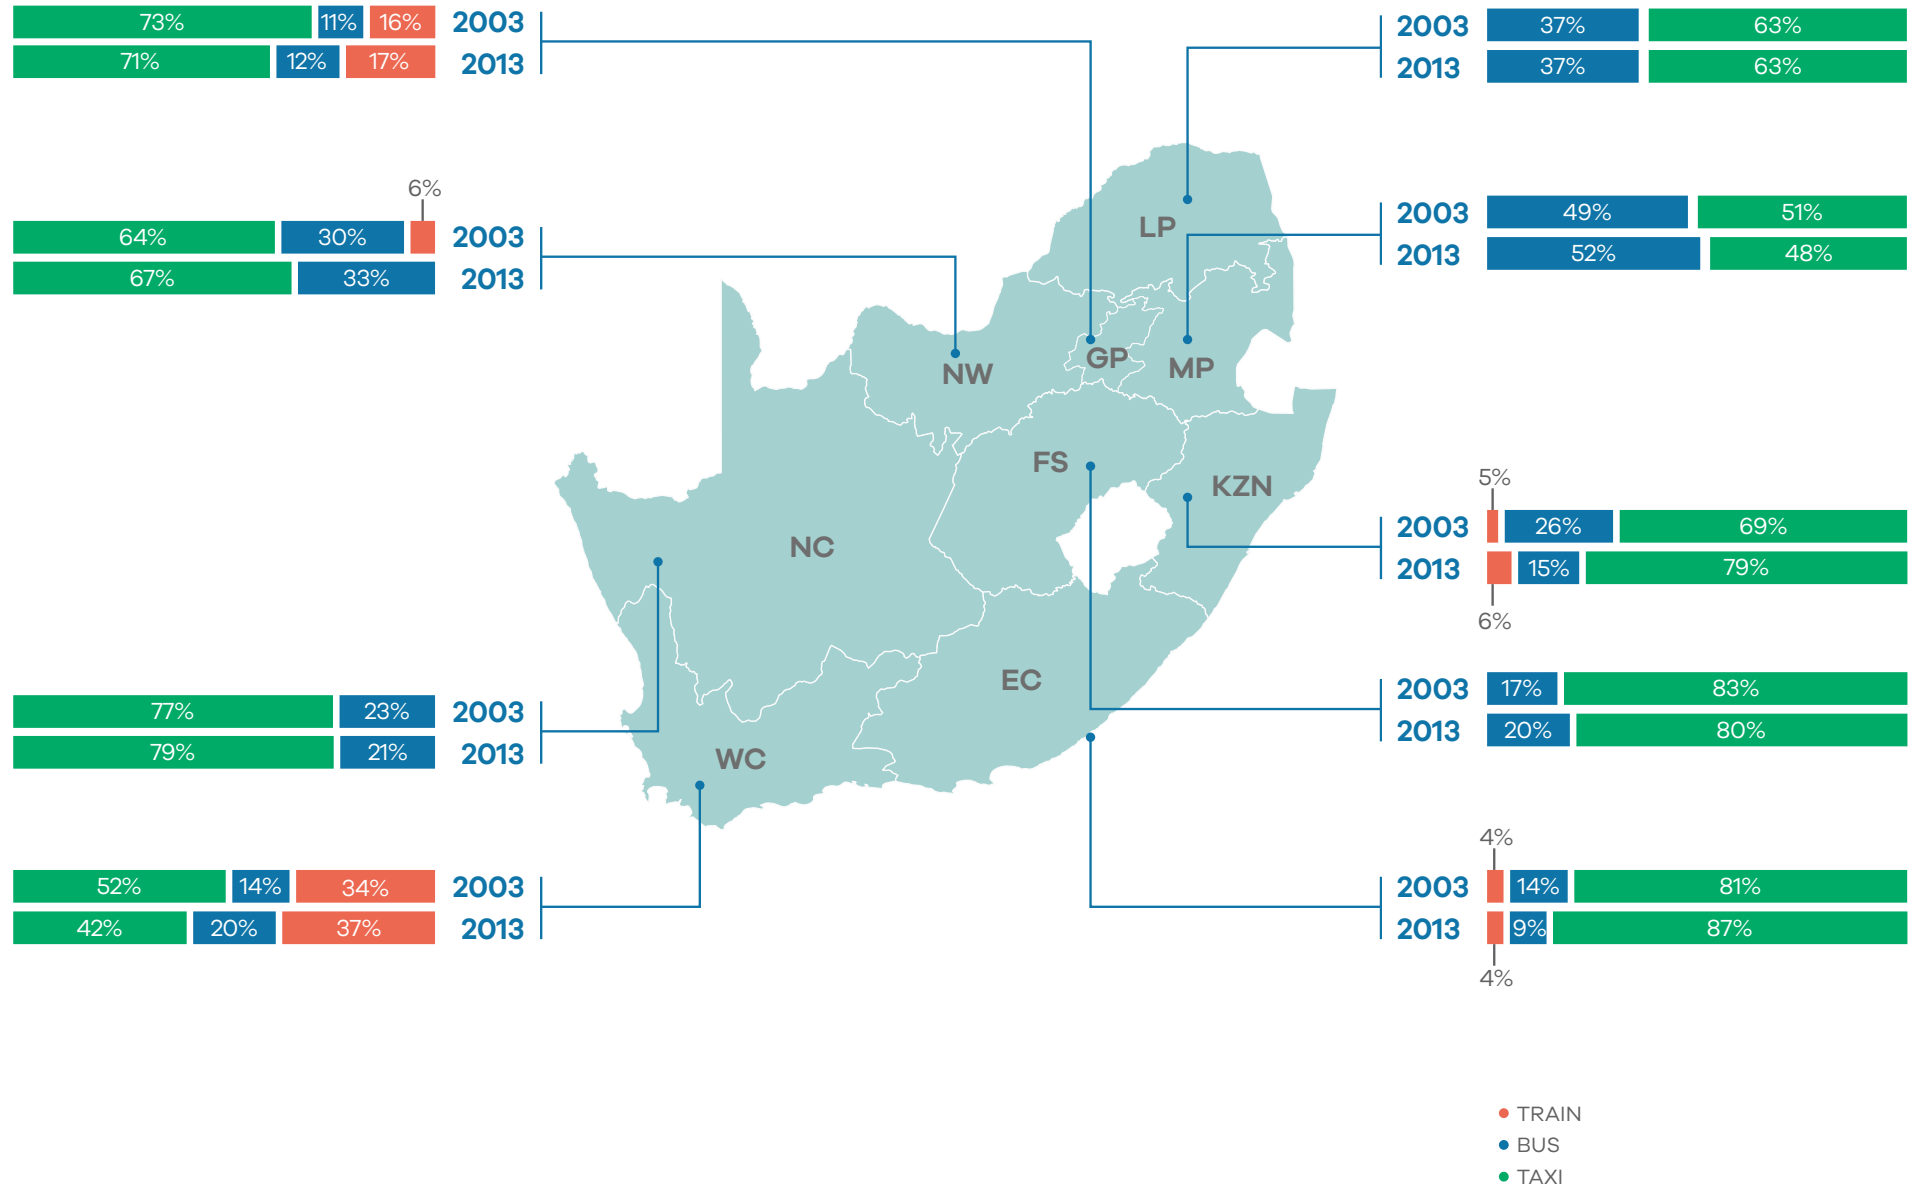 73% 11% 16% 2003
71% 12% 17% 2013
37% 63% 2003
37% 63% 2013
6%
64% 30% 2003
67% 33% 2013
2003 49% 51%
2013 52% 48%
LP
NW
GP
MP
FS
KZN
NC
EC
WC
5%
2003 26% 69%
2013 15% 79%
6%
77% 23% 2003
79% 21% 2013
2003 17% 83%
2013 20% 80%
52% 14% 34% 2003
42% 20% 37% 2013
4%
2003 14% 81%
2013 9% 87%
4%
TRAIN
BUS
TAXI